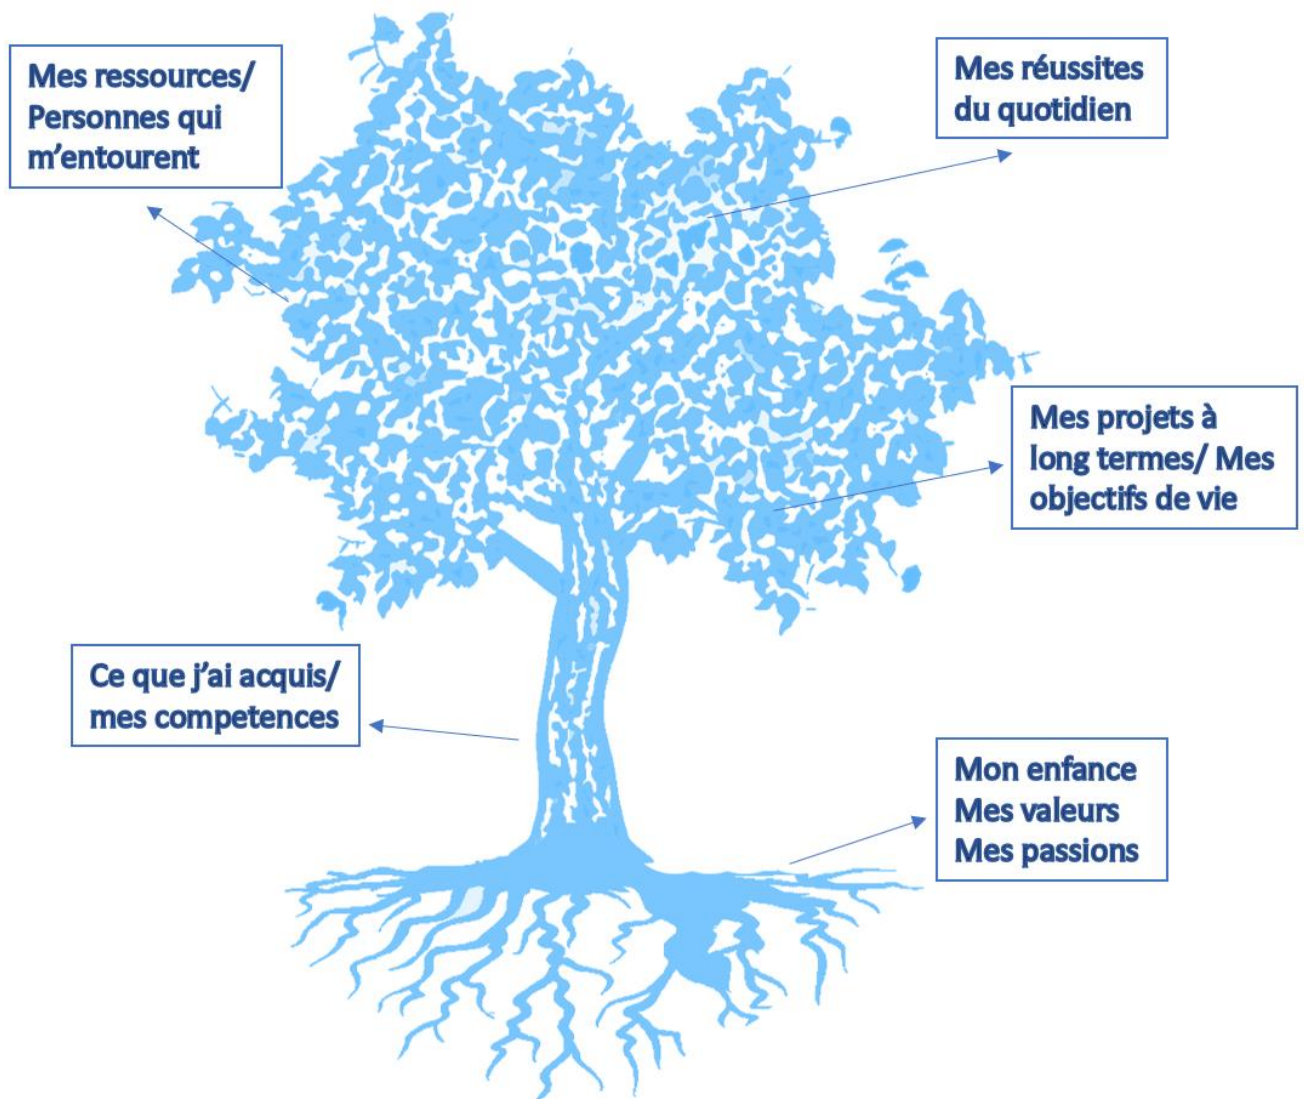 Mes ressources/
Personnes qui
m'entourent
Mes réussites
du quotidien
Mes projets à
long termes/ Mes
objectifs de vie
Ce que j'ai acquis/
mes competences
Mon enfance
Mes valeurs
Mes passions